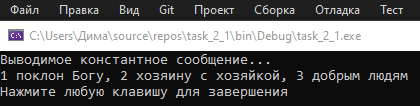 Файл Правка Вид Git Проект Сборка Отладка Тест
C:\Users\Дима\source\repos\task_2_1\bin\Debug\task_2_1.exe
Выводимое константное сообщение...
1 поклон Богу, 2 хозяину с хозяйкой, 3 добрым людям
Нажмите любую клавишу для завершения